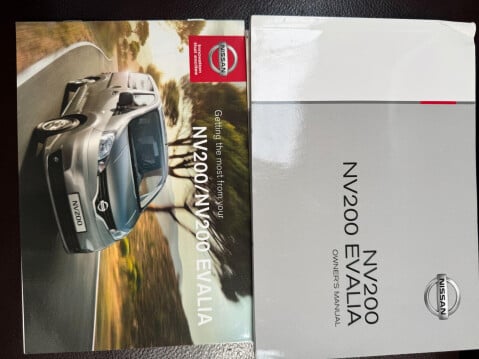 NISSAN
Innovation
that excites
Getting the most from your
NV200/NV200 EVALIA
NV200
NV200
NV200 EVALIA
OWNER'S MANUAL
NISSAN